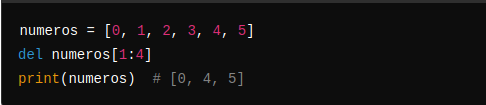 numeros = [0, 1, 2, 3, 4, 5]
del numeros[1:4]
print(numeros)  # [0, 4, 5]